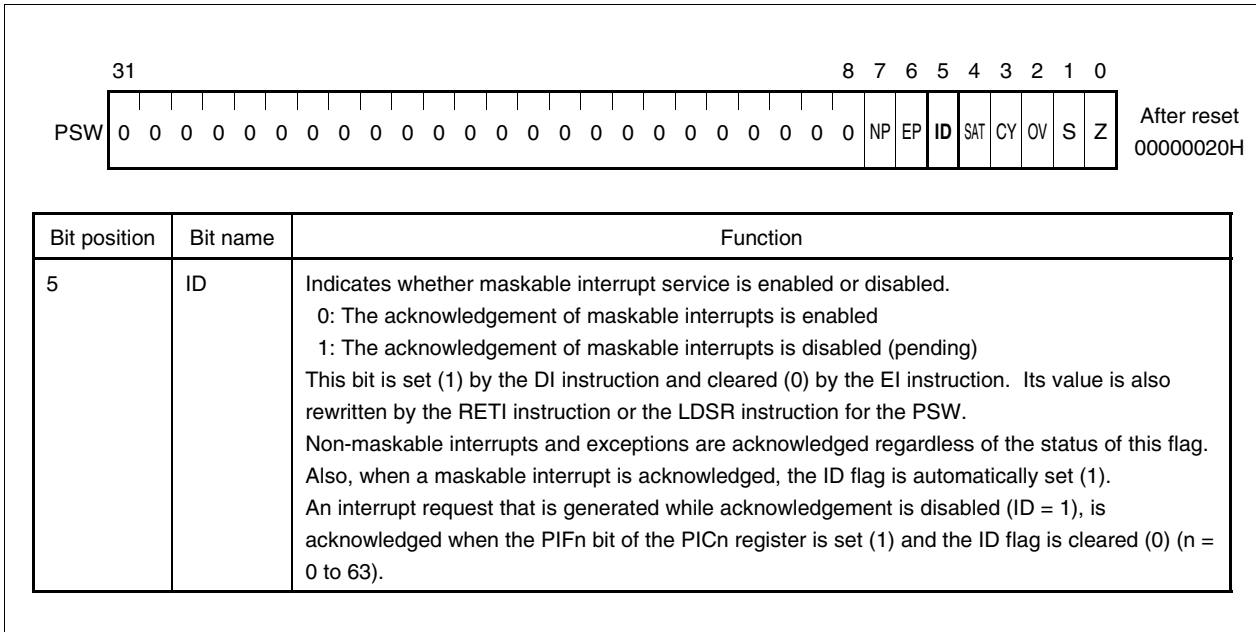 31 8 7 6 5 4 3 2 1 0
PSW 0 0 0 0 0 0 0 0 0 0 0 0 0 0 0 0 0 0 0 0 0 0 0 0 NP EP ID SAT CY OV S Z
After reset
00000020H
Bit position Bit name Function
5 ID Indicates whether maskable interrupt service is enabled or disabled.
0: The acknowledgement of maskable interrupts is enabled
1: The acknowledgement of maskable interrupts is disabled (pending)
This bit is set (1) by the DI instruction and cleared (0) by the EI instruction. Its value is also
rewritten by the RETI instruction or the LDSR instruction for the PSW.
Non-maskable interrupts and exceptions are acknowledged regardless of the status of this flag.
Also, when a maskable interrupt is acknowledged, the ID flag is automatically set (1).
An interrupt request that is generated while acknowledgement is disabled (ID = 1), is
acknowledged when the PIFn bit of the PICn register is set (1) and the ID flag is cleared (0) (n =
0 to 63).